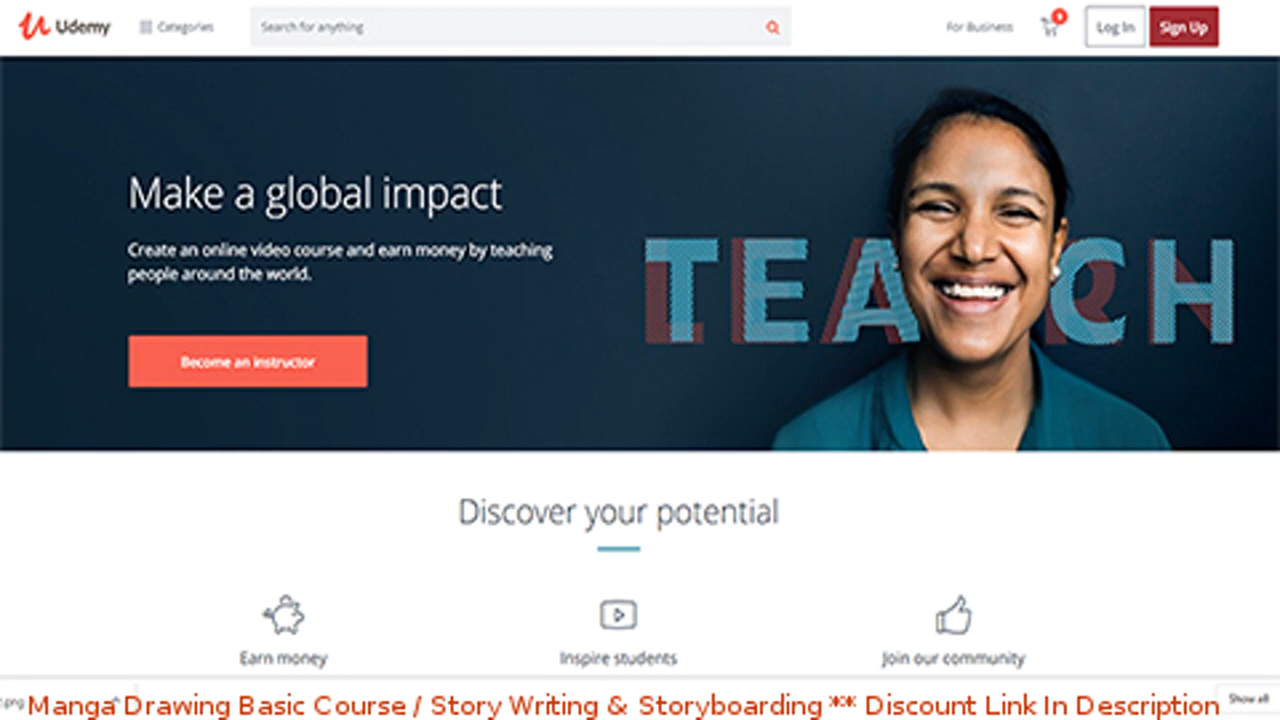 Udemy
Categories
Search for anything
For Business
Log In
Sign Up
Make a global impact
Create an online video course and earn money by teaching
people around the world.
Become an instructor
TEACH
Discover your potential
Earn money
Inspire students
Join our community
.png
Manga Drawing Basic Course / Story Writing & Storyboarding ** Discount Link In Description
Show all